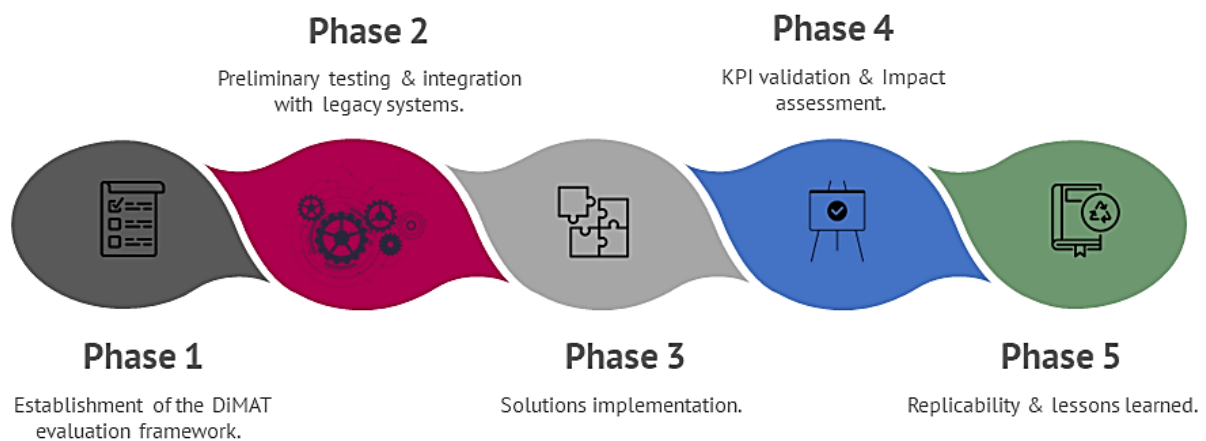 Phase 1
Establishment of the DiMAT
evaluation framework.
Phase 2
Preliminary testing & integration
with legacy systems.
Phase 3
Solutions implementation.
Phase 4
KPI validation & Impact
assessment.
Phase 5
Replicability & lessons learned.